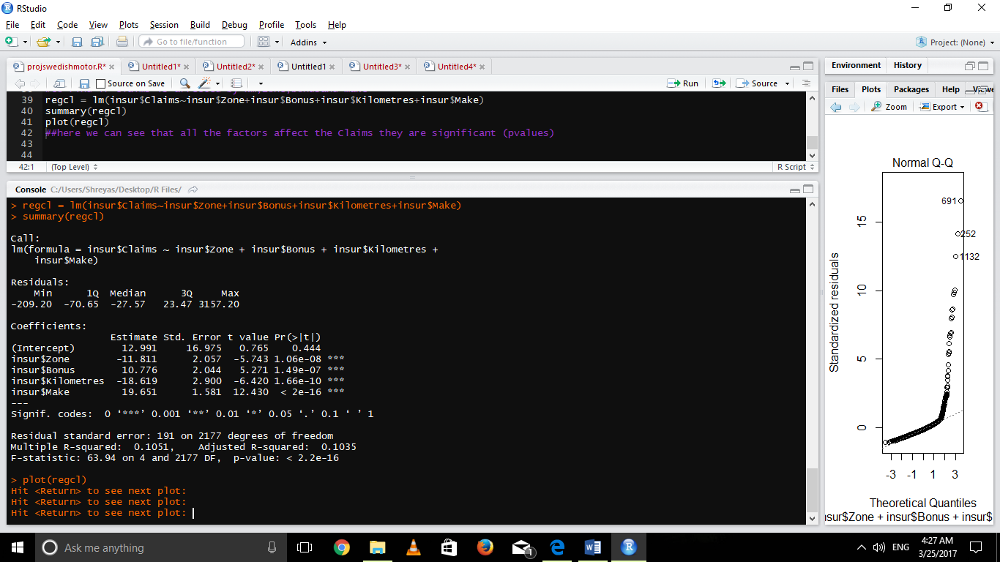 RStudio
File Edit Code View Plots Session Build Debug Profile Tools Help
Go to file/function
Addins
Project: (None)
projswedishmotor.R* Untitled1* Untitled2* Untitled1 Untitled3* Untitled4*
Source on Save
Run
Source
39 regcl = lm(insur$Claims~insur$Zone+insur$Bonus+insur$Kilometres+insur$Make)
40 summary(regcl)
41 plot(regcl)
42 ##here we can see that all the factors affect the Claims they are significant (pvalues)
43
44
42:1 (Top Level) R Script
Console C:/Users/Shreyas/Desktop/R Files/
> regcl = lm(insur$Claims~insur$Zone+insur$Bonus+insur$Kilometres+insur$Make)
> summary(regcl)
Call:
lm(formula = insur$Claims ~ insur$Zone + insur$Bonus + insur$Kilometres +
insur$Make)
Residuals:
Min 1Q Median 3Q Max
-209.20 -70.65 -27.57 23.47 3157.20
Coefficients:
Estimate Std. Error t value Pr(>|t|)
(Intercept) 12.991 16.975 0.765 0.444
insur$Zone -11.811 2.057 -5.743 1.06e-08 ***
insur$Bonus 10.776 2.044 5.271 1.49e-07 ***
insur$Kilometres -18.619 2.900 -6.420 1.66e-10 ***
insur$Make 19.651 1.581 12.430 < 2e-16 ***
---
Signif. codes: 0 ‘***’ 0.001 ‘**’ 0.01 ‘*’ 0.05 ‘.’ 0.1 ‘ ’ 1
Residual standard error: 191 on 2177 degrees of freedom
Multiple R-squared: 0.1051, Adjusted R-squared: 0.1035
F-statistic: 63.94 on 4 and 2177 DF, p-value: < 2.2e-16
> plot(regcl)
Hit <Return> to see next plot:
Hit <Return> to see next plot:
Hit <Return> to see next plot:
Environment History
Files Plots Packages Help
Zoom Export
Normal Q-Q
691
252
1132
15
10
5
0
Standardized residuals
-3 -1 1 3
Theoretical Quantiles
nsur$Zone + insur$Bonus + insur$
Ask me anything
1
ENG
4:27 AM
3/25/2017